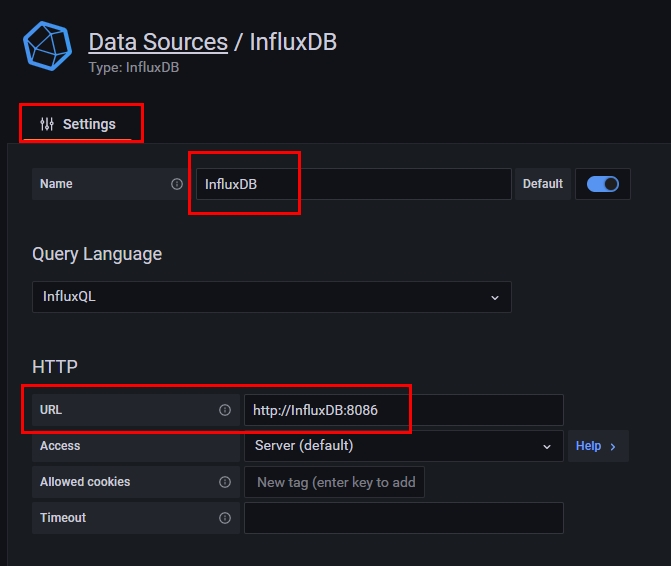 Data Sources / InfluxDB
Type: InfluxDB
Settings
Name InfluxDB Default
Query Language
InfluxQL
HTTP
URL http://InfluxDB:8086
Access Server (default) Help >
Allowed cookies New tag (enter key to add
Timeout